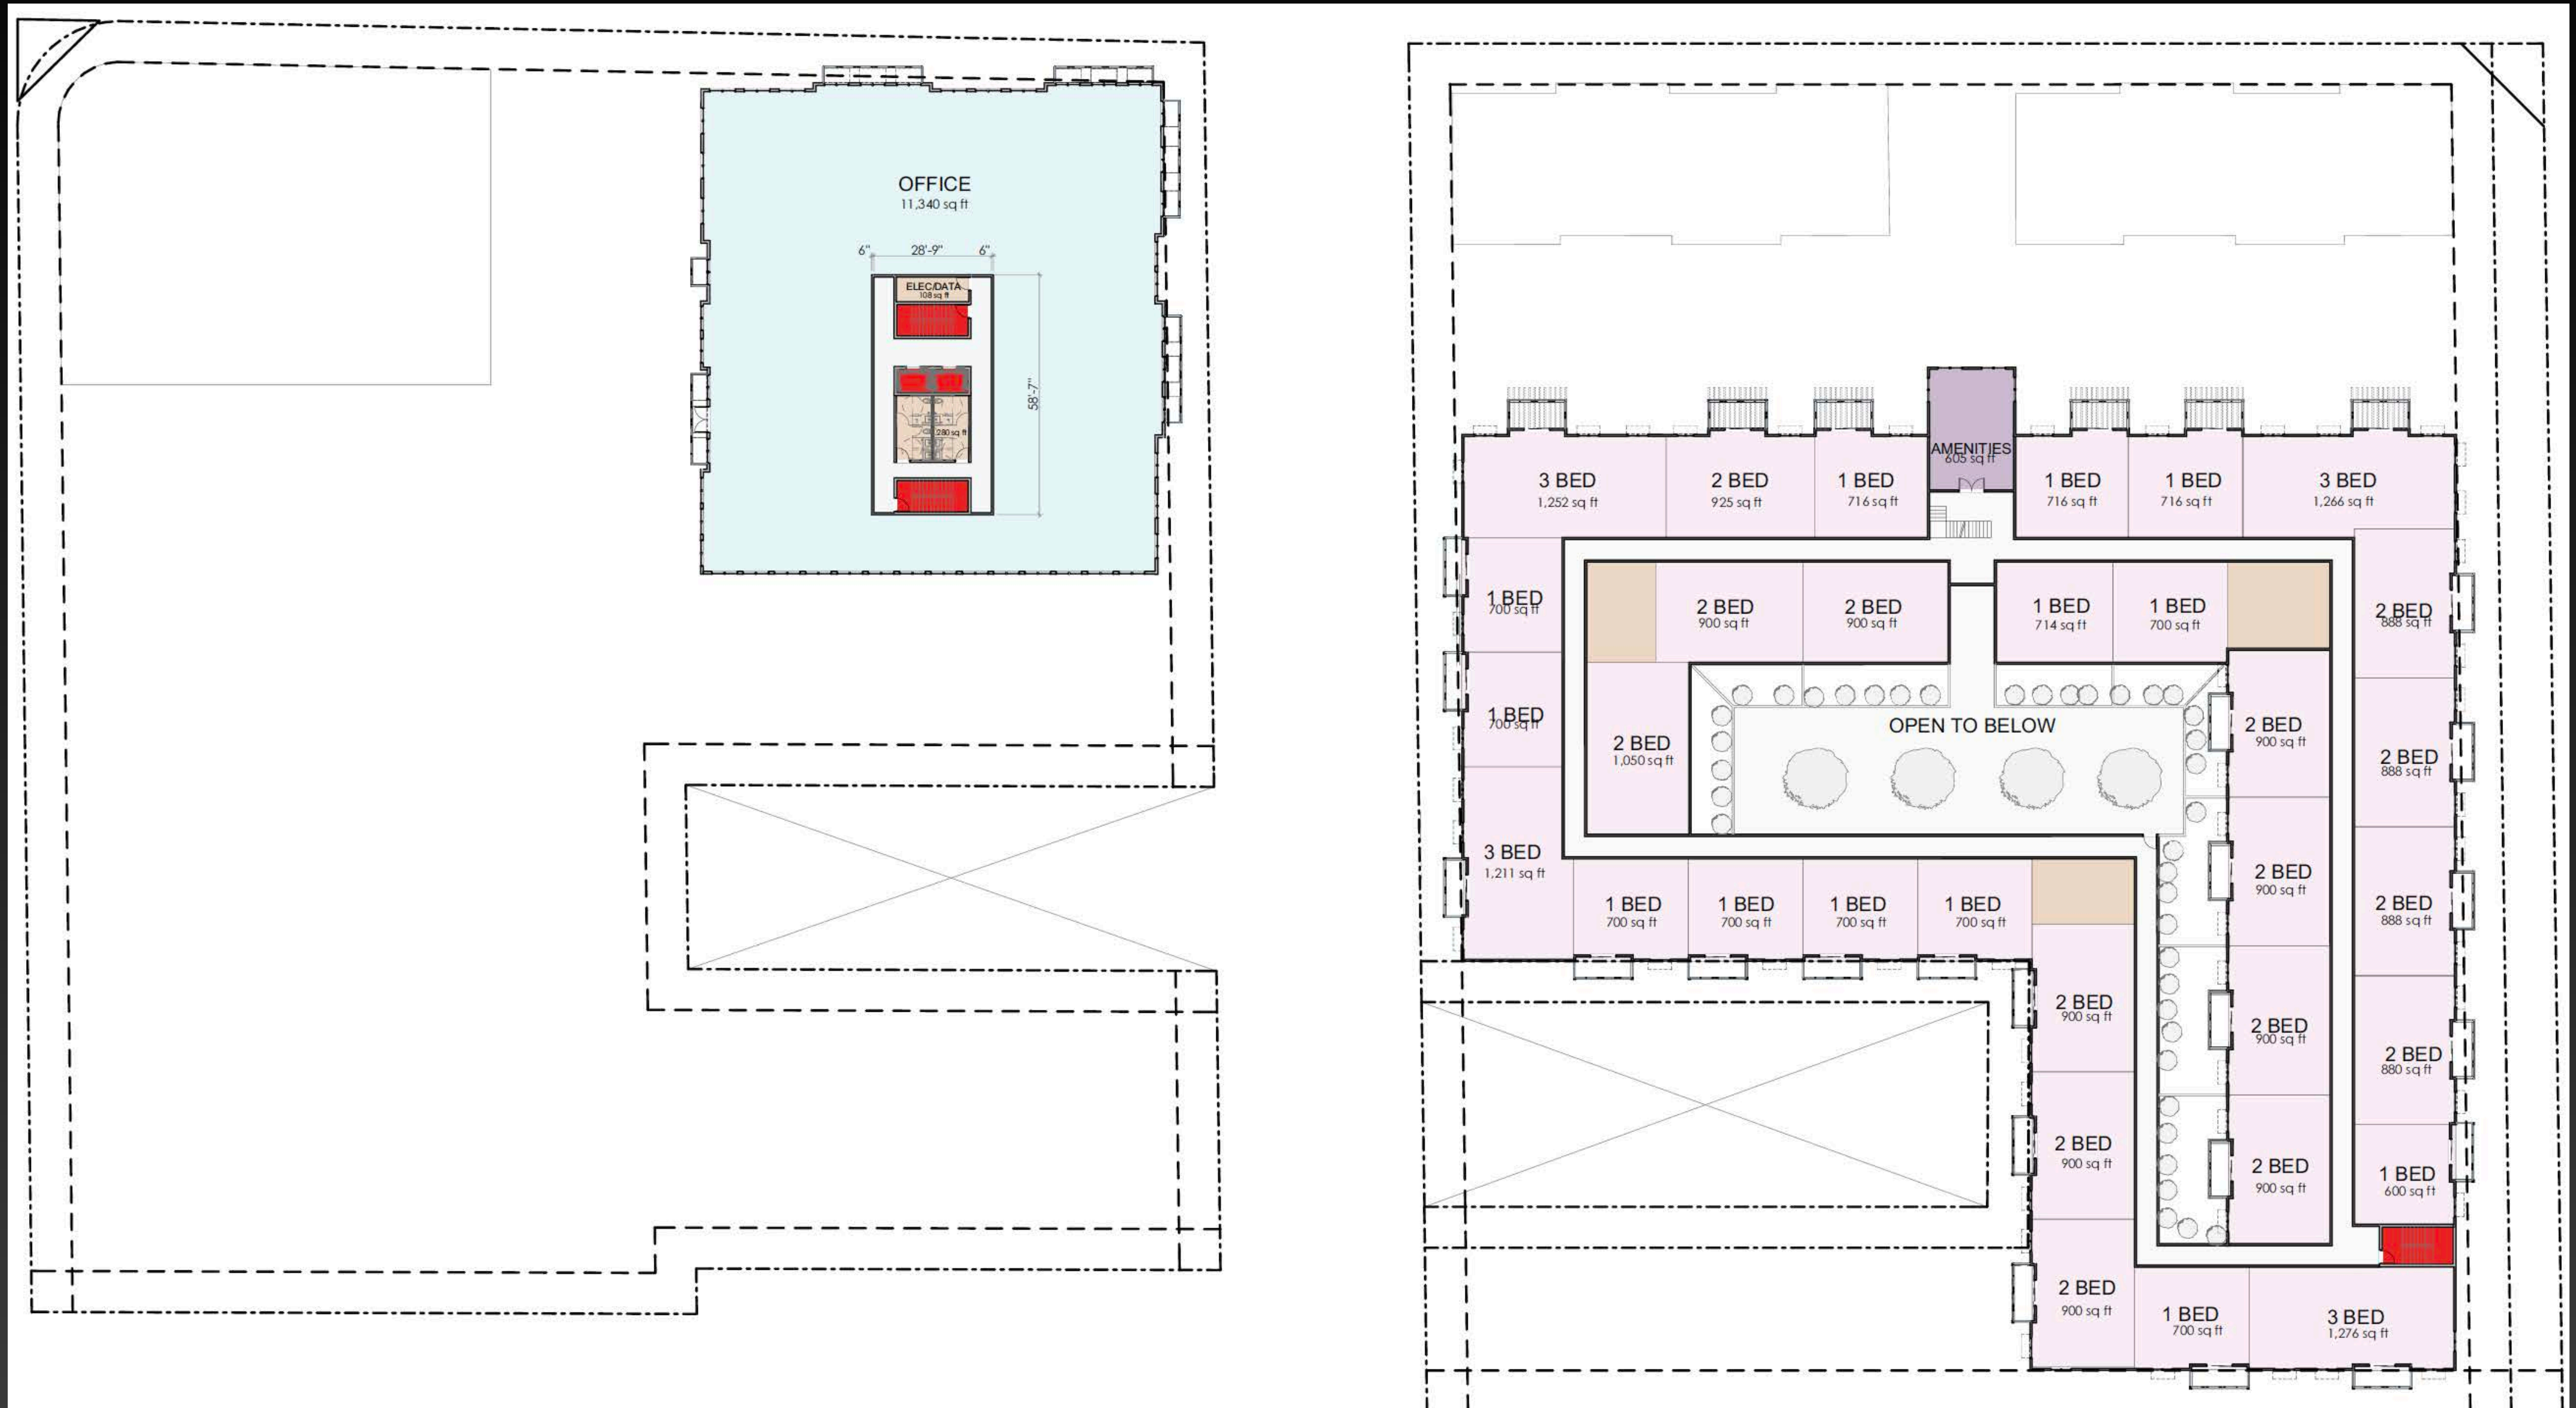 OFFICE
11,340 sq ft
6"
28'-9"
6"
ELEC/DATA
108 sq ft
58'-7"
280 sq ft
AMENITIES
605 sq ft
3 BED
1,252 sq ft
2 BED
925 sq ft
1 BED
716 sq ft
1 BED
716 sq ft
1 BED
716 sq ft
3 BED
1,266 sq ft
1 BED
700 sq ft
2 BED
900 sq ft
2 BED
900 sq ft
1 BED
714 sq ft
1 BED
700 sq ft
2 BED
888 sq ft
1 BED
700 sq ft
2 BED
1,050 sq ft
OPEN TO BELOW
2 BED
900 sq ft
2 BED
888 sq ft
3 BED
1,211 sq ft
1 BED
700 sq ft
1 BED
700 sq ft
1 BED
700 sq ft
1 BED
700 sq ft
2 BED
900 sq ft
2 BED
888 sq ft
2 BED
900 sq ft
2 BED
900 sq ft
2 BED
880 sq ft
2 BED
900 sq ft
2 BED
900 sq ft
1 BED
600 sq ft
2 BED
900 sq ft
1 BED
700 sq ft
3 BED
1,276 sq ft